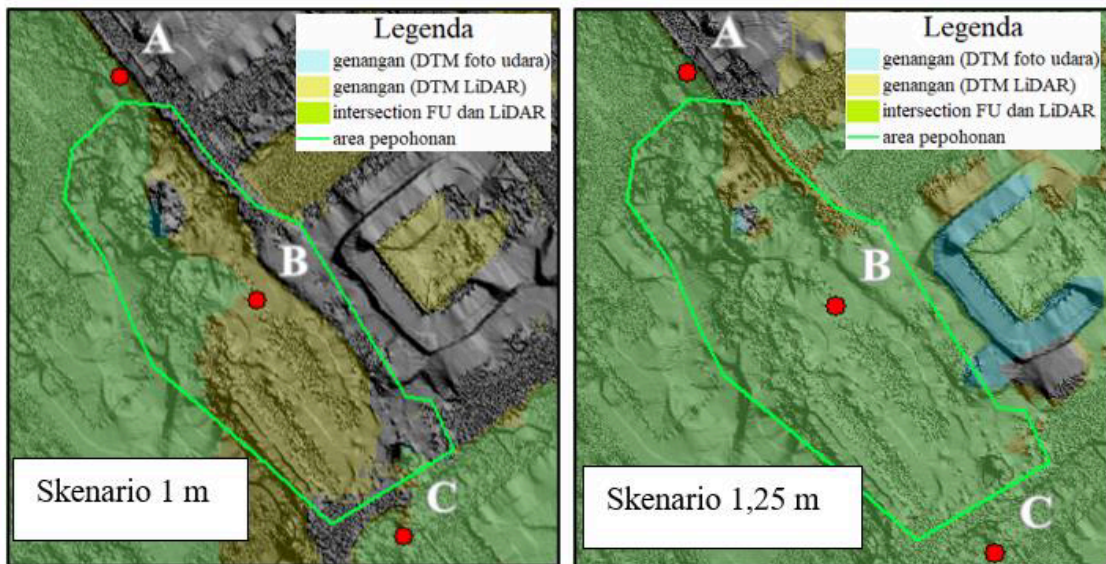 A
Legenda
genangan (DTM foto udara)
genangan (DTM LiDAR)
intersection FU dan LiDAR
area pepohonan
B
C
Skenario 1 m
A
Legenda
genangan (DTM foto udara)
genangan (DTM LiDAR)
intersection FU dan LiDAR
area pepohonan
B
C
Skenario 1,25 m